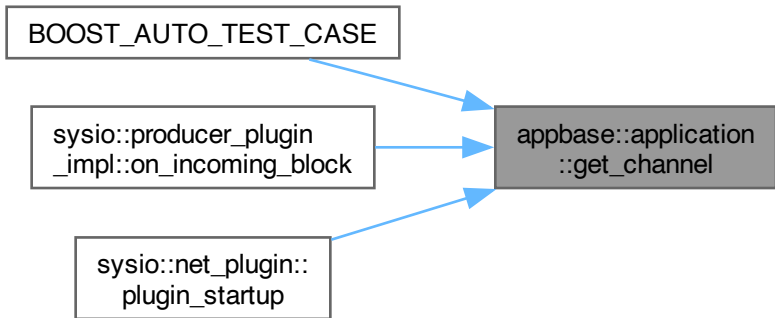 BOOST_AUTO_TEST_CASE
sysio::producer_plugin
_impl::on_incoming_block
appbase::application
::get_channel
sysio::net_plugin::
plugin_startup